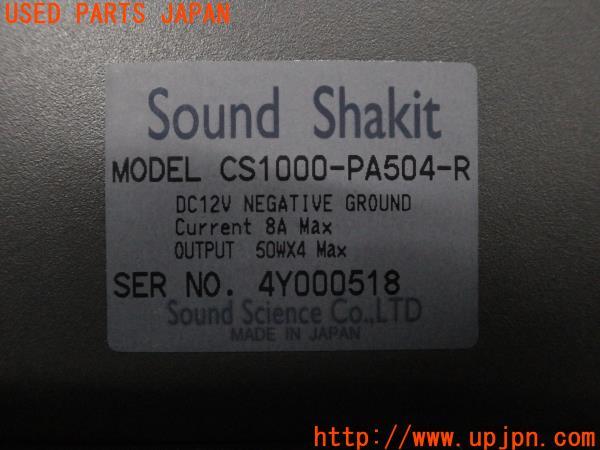 USED PARTS JAPAN
Sound Shakit
MODEL CS1000-PA504-R
DC12V NEGATIVE GROUND
Current 8A Max
OUTPUT 50WX4 Max
SER NO. 4Y000518
Sound Science Co.,LTD
MADE IN JAPAN
http://www.upjpn.com/